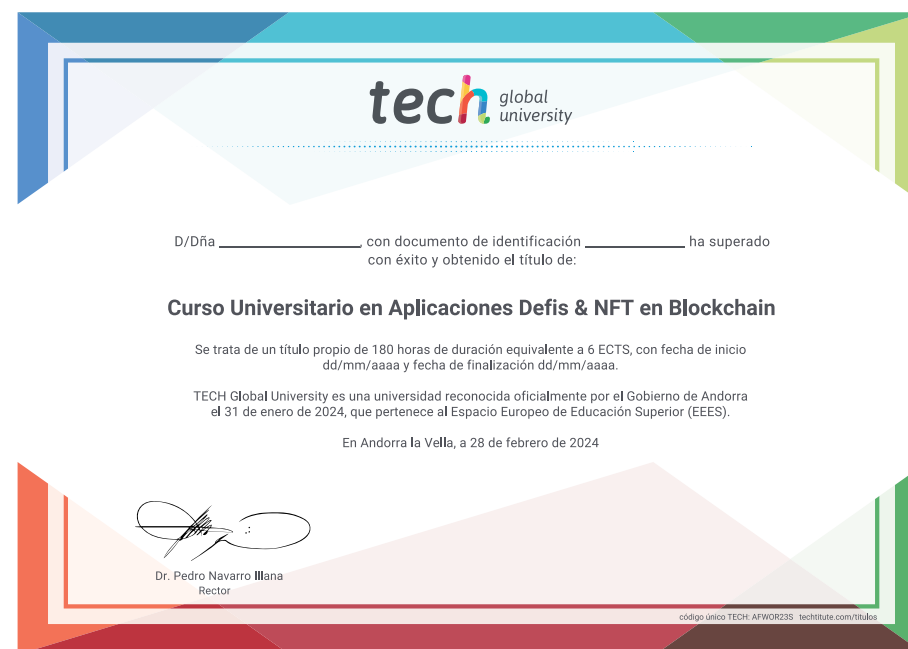 tech global
university
D/Dña ______________, con documento de identificación __________ ha superado
con éxito y obtenido el título de:
Curso Universitario en Aplicaciones Defis & NFT en Blockchain
Se trata de un título propio de 180 horas de duración equivalente a 6 ECTS, con fecha de inicio
dd/mm/aaaa y fecha de finalización dd/mm/aaaa.
TECH Global University es una universidad reconocida oficialmente por el Gobierno de Andorra
el 31 de enero de 2024, que pertenece al Espacio Europeo de Educación Superior (EEES).
En Andorra la Vella, a 28 de febrero de 2024
Dr. Pedro Navarro Illana
Rector
código único TECH: AFWOR23S techtitute.com/titulos